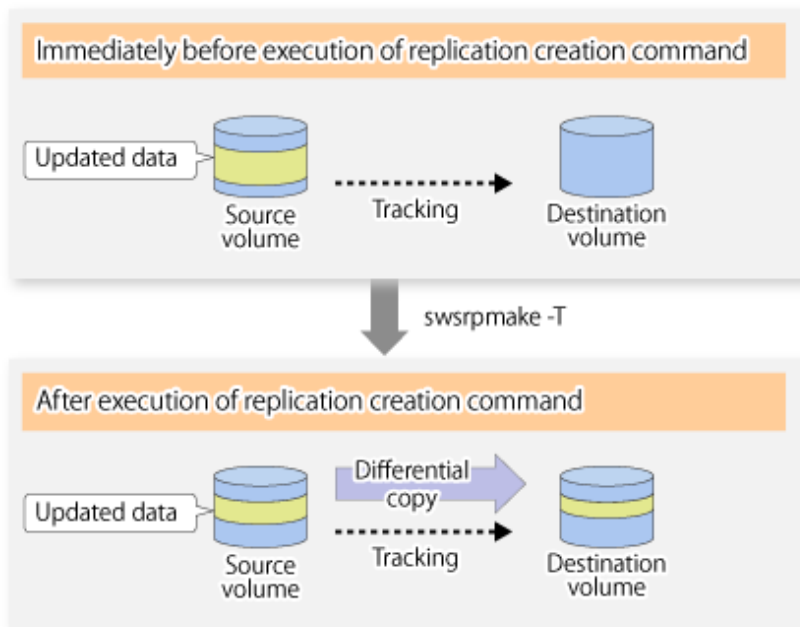 Immediately before execution of replication creation command
Updated data
Tracking
Source
volume
Destination
volume
swsrpmake -T
After execution of replication creation command
Differential
copy
Updated data
Tracking
Source
volume
Destination
volume